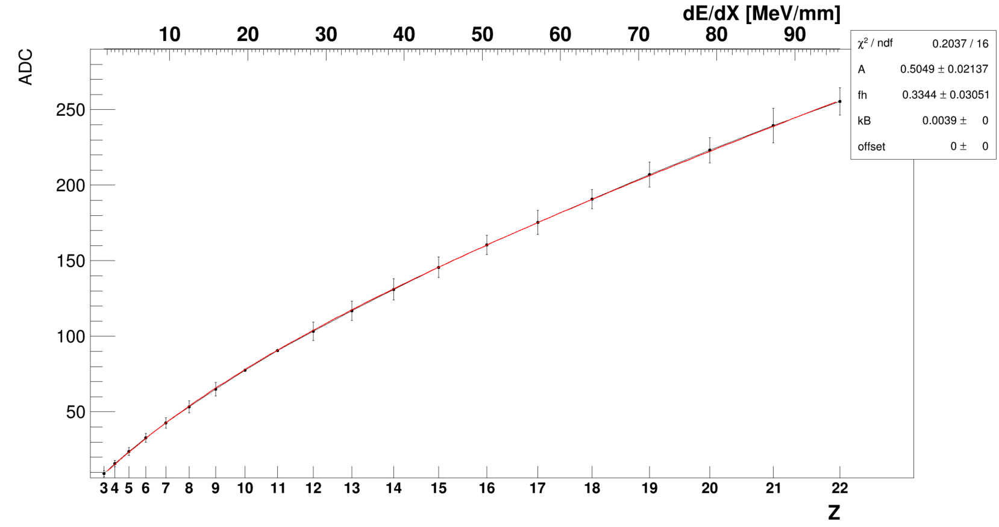 dE/dX [MeV/mm]
10 20 30 40 50 60 70 80 90
χ² / ndf 0.2037 / 16
A 0.5049 ± 0.02137
fh 0.3344 ± 0.03051
kB 0.0039 ± 0
offset 0 ± 0
ADC
250
200
150
100
50
3 4 5 6 7 8 9 10 11 12 13 14 15 16 17 18 19 20 21 22
Z